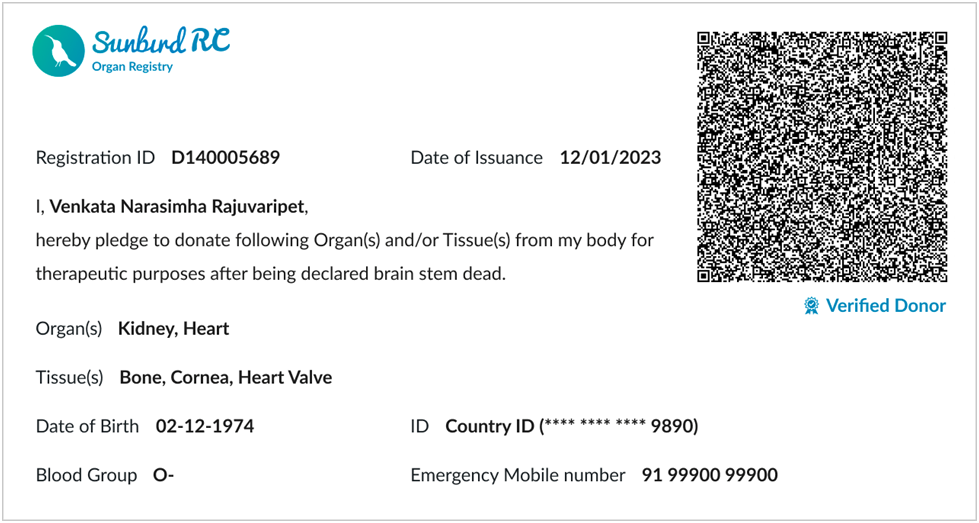 Sunbird RC
Organ Registry
Registration ID D140005689 Date of Issuance 12/01/2023
I, Venkata Narasimha Rajuvaripet,
hereby pledge to donate following Organ(s) and/or Tissue(s) from my body for
therapeutic purposes after being declared brain stem dead.
Verified Donor
Organ(s) Kidney, Heart
Tissue(s) Bone, Cornea, Heart Valve
Date of Birth 02-12-1974 ID Country ID (**** **** **** 9890)
Blood Group O- Emergency Mobile number 91 99900 99900